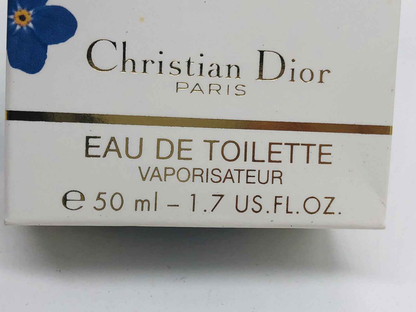 Christian Dior
PARIS
EAU DE TOILETTE
VAPORISATEUR
℮ 50 ml – 1.7 US.FL.OZ.